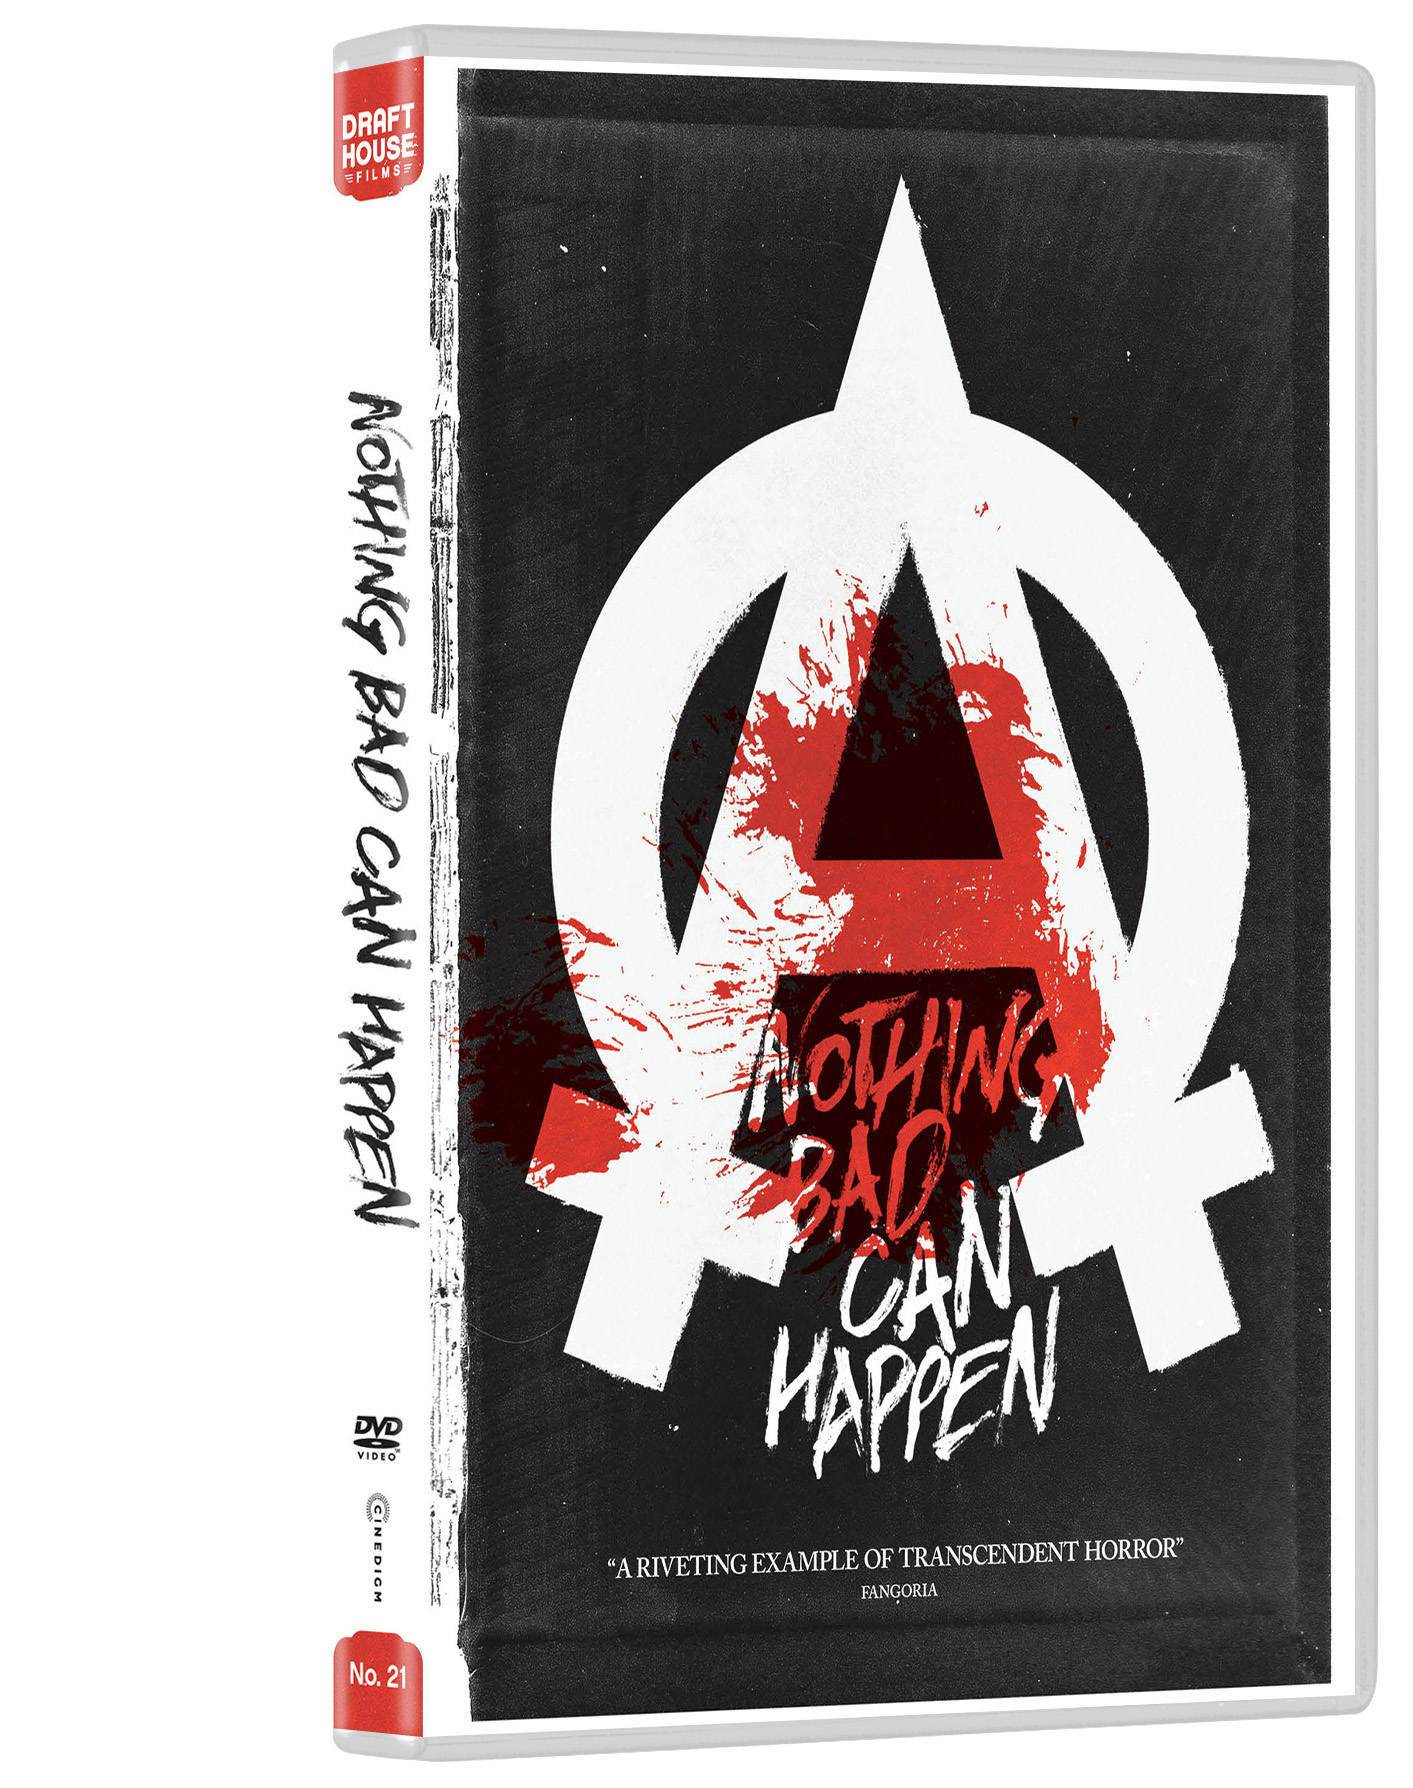 DRAFT
HOUSE
FILMS
NOTHING BAD CAN HAPPEN
DVD
VIDEO
CINEDIGM
No. 21
NOTHING
BAD
CAN
HAPPEN
“A RIVETING EXAMPLE OF TRANSCENDENT HORROR”
FANGORIA